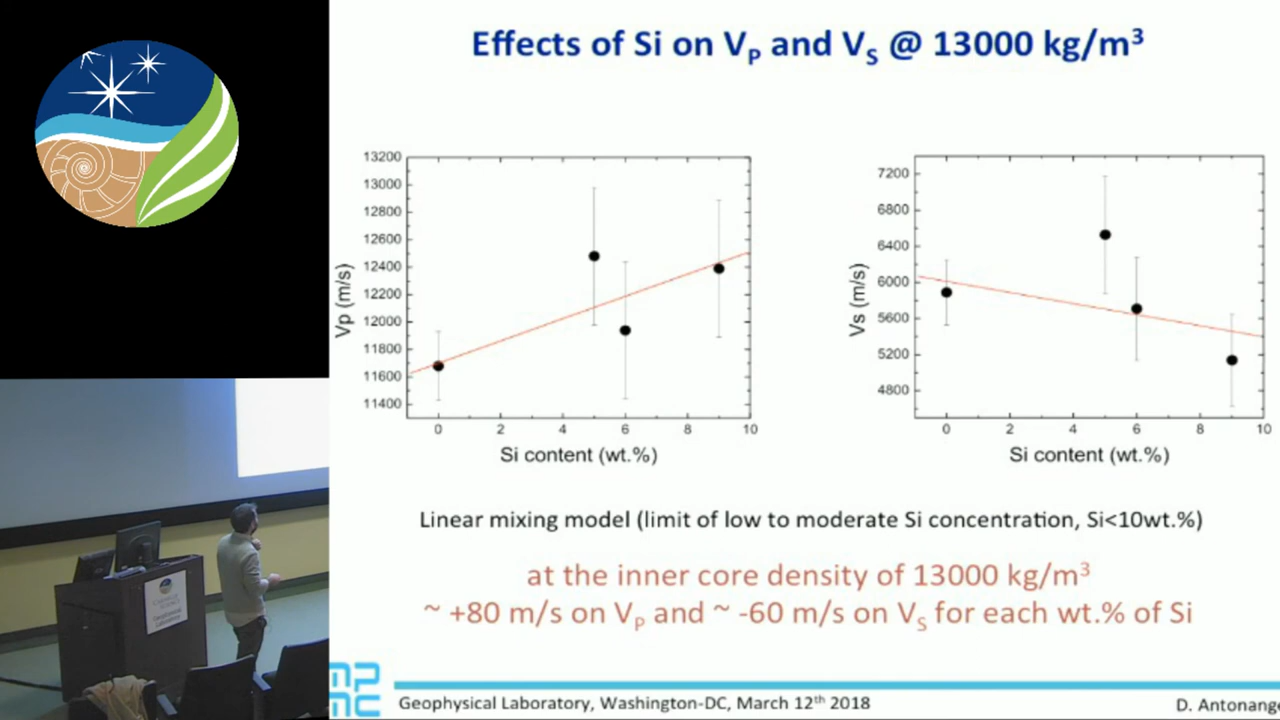 Effects of Si on VP and VS @ 13000 kg/m³
13200
13000
12800
12600
12400
12200
12000
11800
11600
11400
Vp (m/s)
0 2 4 6 8 10
Si content (wt.%)
7200
6800
6400
6000
5600
5200
4800
Vs (m/s)
0 2 4 6 8 10
Si content (wt.%)
Linear mixing model (limit of low to moderate Si concentration, Si<10wt.%)
at the inner core density of 13000 kg/m³
~ +80 m/s on VP and ~ -60 m/s on VS for each wt.% of Si
Geophysical Laboratory, Washington-DC, March 12th 2018
D. Antonange